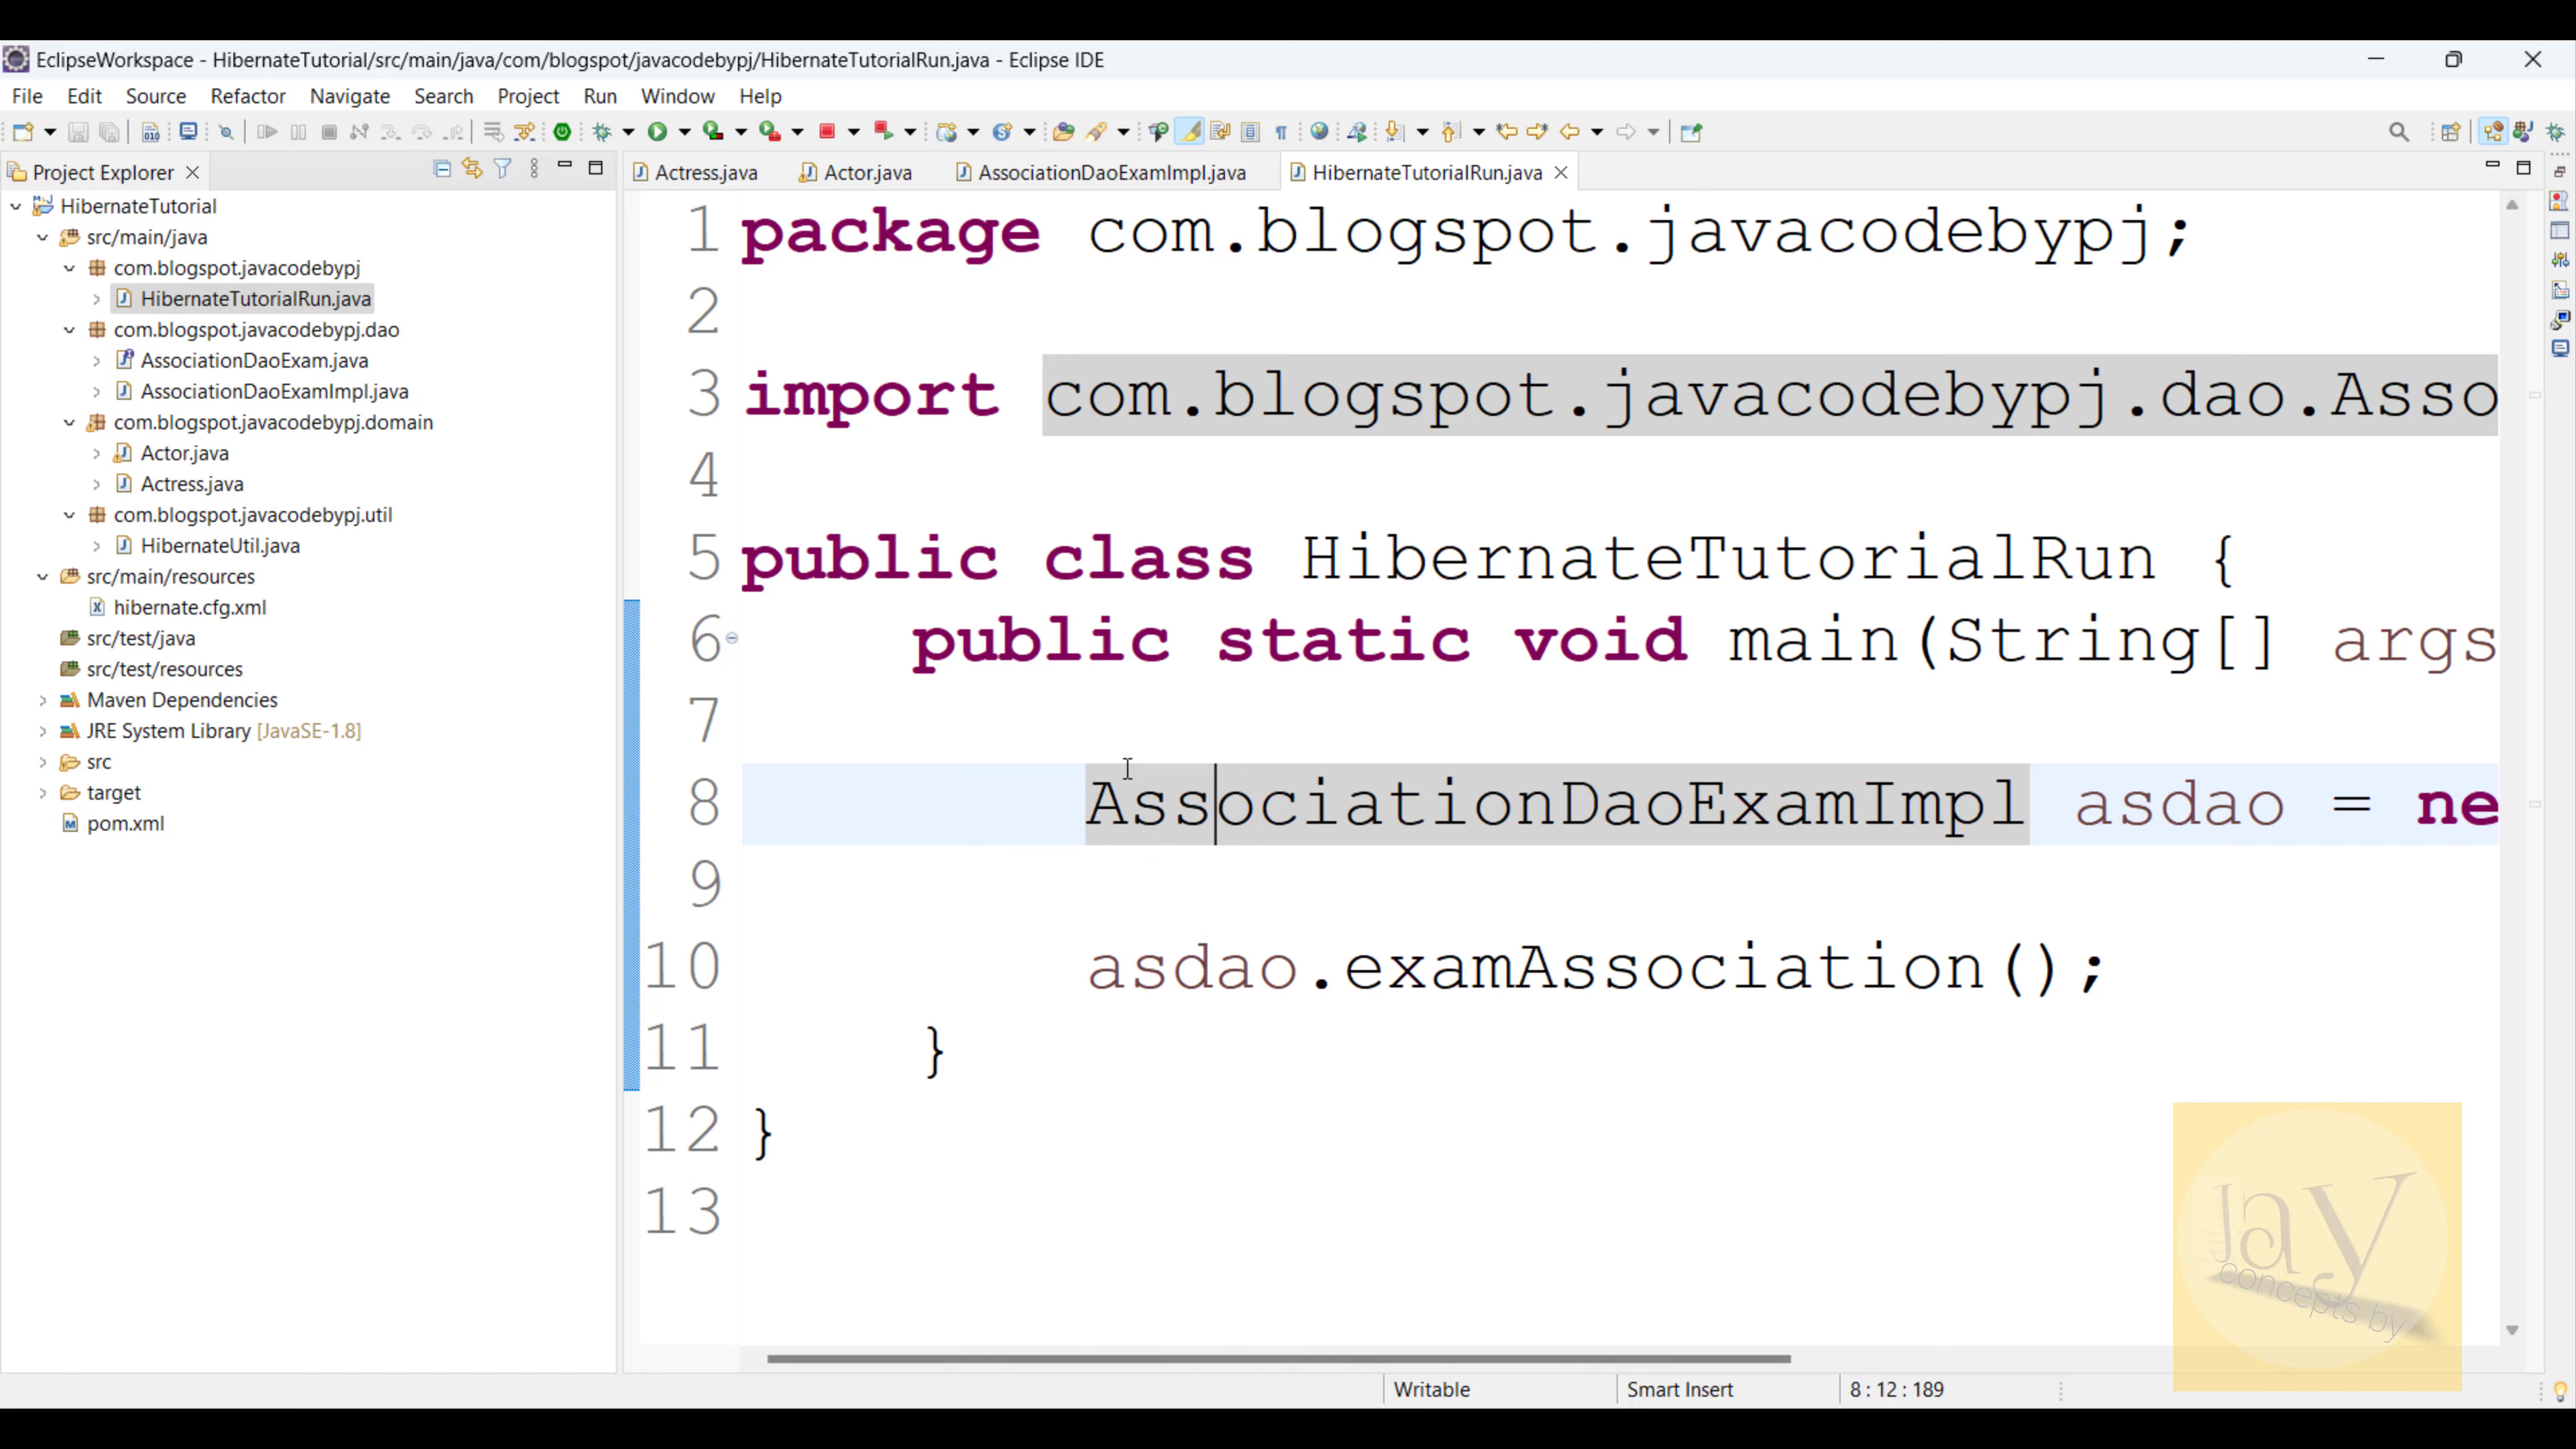 EclipseWorkspace - HibernateTutorial/src/main/java/com/blogspot/javacodebypj/HibernateTutorialRun.java - Eclipse IDE
File Edit Source Refactor Navigate Search Project Run Window Help
Project Explorer
HibernateTutorial
src/main/java
com.blogspot.javacodebypj
HibernateTutorialRun.java
com.blogspot.javacodebypj.dao
AssociationDaoExam.java
AssociationDaoExamImpl.java
com.blogspot.javacodebypj.domain
Actor.java
Actress.java
com.blogspot.javacodebypj.util
HibernateUtil.java
src/main/resources
hibernate.cfg.xml
src/test/java
src/test/resources
Maven Dependencies
JRE System Library [JavaSE-1.8]
src
target
pom.xml
Actress.java Actor.java AssociationDaoExamImpl.java HibernateTutorialRun.java
1 package com.blogspot.javacodebypj;
2
3 import com.blogspot.javacodebypj.dao.Asso
4
5 public class HibernateTutorialRun {
6 public static void main(String[] args
7
8 AssociationDaoExamImpl asdao = ne
9
10 asdao.examAssociation();
11 }
12 }
13
Jay
concepts by
Writable Smart Insert 8 : 12 : 189